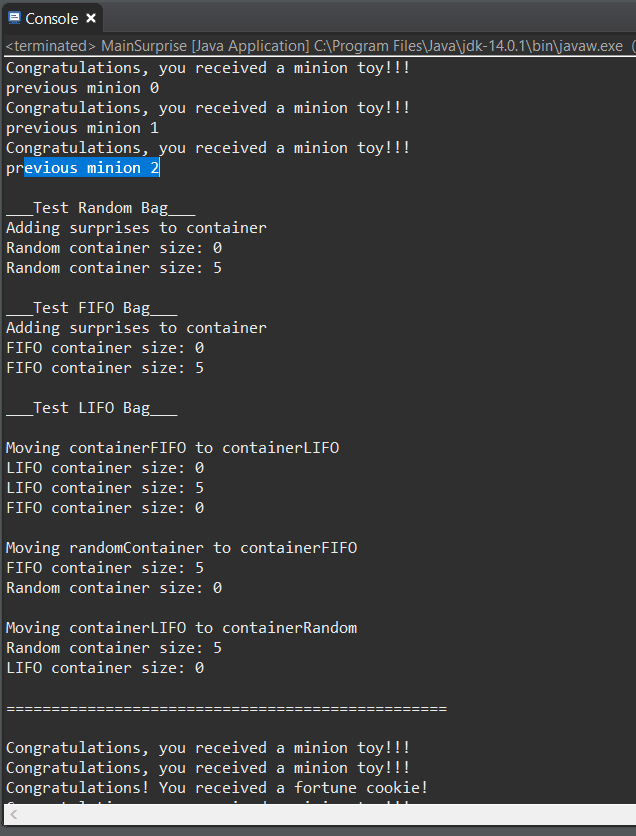 Console
<terminated> MainSurprise [Java Application] C:\Program Files\Java\jdk-14.0.1\bin\javaw.exe (
Congratulations, you received a minion toy!!!
previous minion 0
Congratulations, you received a minion toy!!!
previous minion 1
Congratulations, you received a minion toy!!!
previous minion 2
___Test Random Bag___
Adding surprises to container
Random container size: 0
Random container size: 5
___Test FIFO Bag___
Adding surprises to container
FIFO container size: 0
FIFO container size: 5
___Test LIFO Bag___
Moving containerFIFO to containerLIFO
LIFO container size: 0
LIFO container size: 5
FIFO container size: 0
Moving randomContainer to containerFIFO
FIFO container size: 5
Random container size: 0
Moving containerLIFO to containerRandom
Random container size: 5
LIFO container size: 0
=================================================
Congratulations, you received a minion toy!!!
Congratulations, you received a minion toy!!!
Congratulations! You received a fortune cookie!